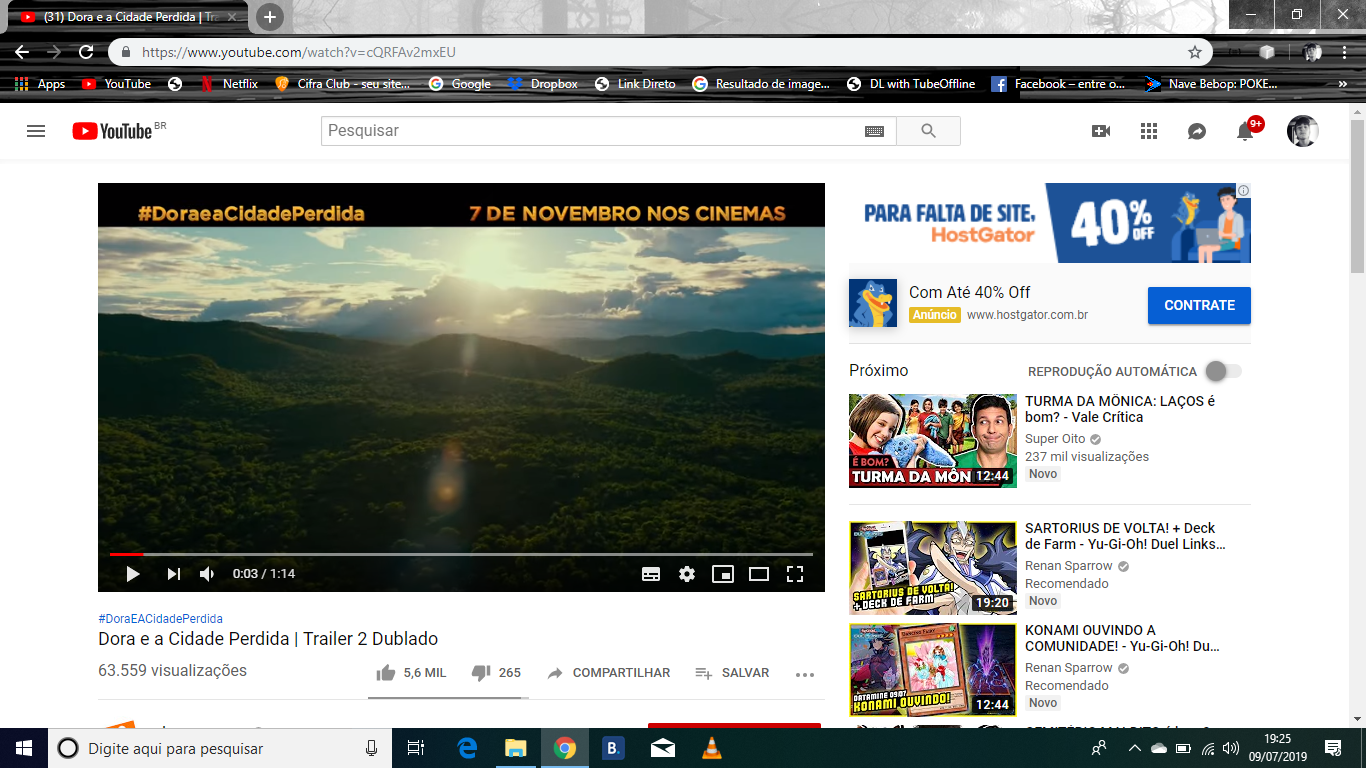 (31) Dora e a Cidade Perdida | Tra
https://www.youtube.com/watch?v=cQRFAv2mxEU
Apps YouTube Netflix Cifra Club - seu site... Google Dropbox Link Direto Resultado de image... DL with TubeOffline Facebook – entre o... Nave Bebop: POKE... »
YouTube BR
Pesquisar
9+
#DoraeaCidadePerdida 7 DE NOVEMBRO NOS CINEMAS
PARA FALTA DE SITE,
HostGator
40%
OFF
Com Até 40% Off
Anúncio www.hostgator.com.br
CONTRATE
Próximo REPRODUÇÃO AUTOMÁTICA
É BOM?
TURMA DA MÔN
12:44
TURMA DA MÔNICA: LAÇOS é
bom? - Vale Crítica
Super Oito
237 mil visualizações
Novo
SARTORIUS DE VOLTA!
+ DECK DE FARM
19:20
SARTORIUS DE VOLTA! + Deck
de Farm - Yu-Gi-Oh! Duel Links...
Renan Sparrow
Recomendado
Novo
DATAMINE 09/07
KONAMI OUVINDO!
12:44
KONAMI OUVINDO A
COMUNIDADE! - Yu-Gi-Oh! Du...
Renan Sparrow
Recomendado
Novo
0:03 / 1:14
#DoraEACidadePerdida
Dora e a Cidade Perdida | Trailer 2 Dublado
63.559 visualizações
5,6 MIL 265 COMPARTILHAR SALVAR
Digite aqui para pesquisar
B.
19:25
09/07/2019